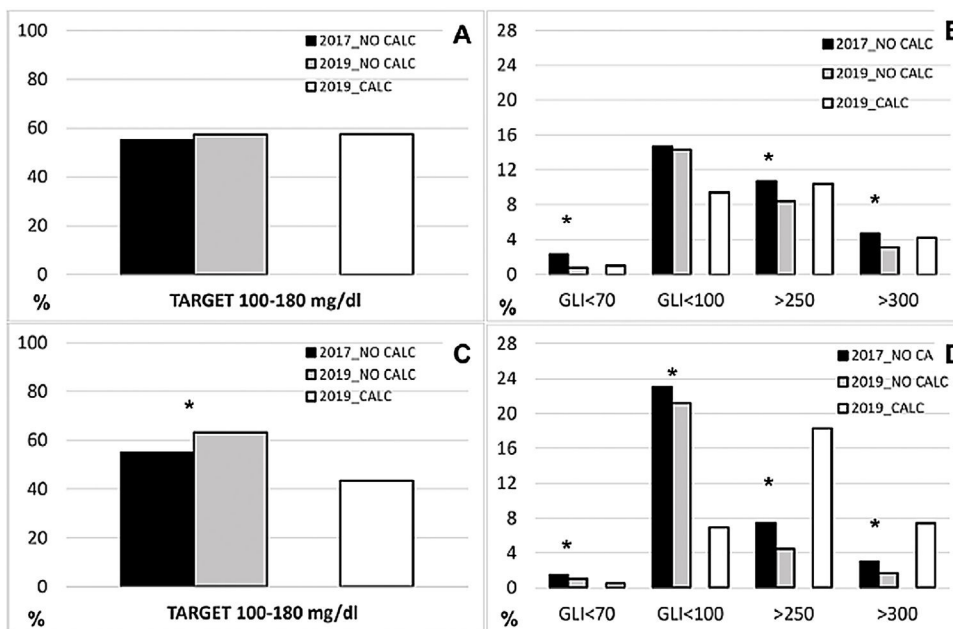 100
80
60
40
20
0
%
2017_NO CALC
2019_NO CALC
2019_CALC
A
TARGET 100-180 mg/dl
28
24
20
16
12
8
4
0
%
2017_NO CALC
2019_NO CALC
2019_CALC
*
*
*
GLI<70 GLI<100 >250 >300
100
80
60
40
20
0
%
2017_NO CALC
2019_NO CALC
2019_CALC
C
*
TARGET 100-180 mg/dl
28
24
20
16
12
8
4
0
%
2017_NO CA
2019_NO CALC
2019_CALC
D
*
*
*
*
GLI<70 GLI<100 >250 >300